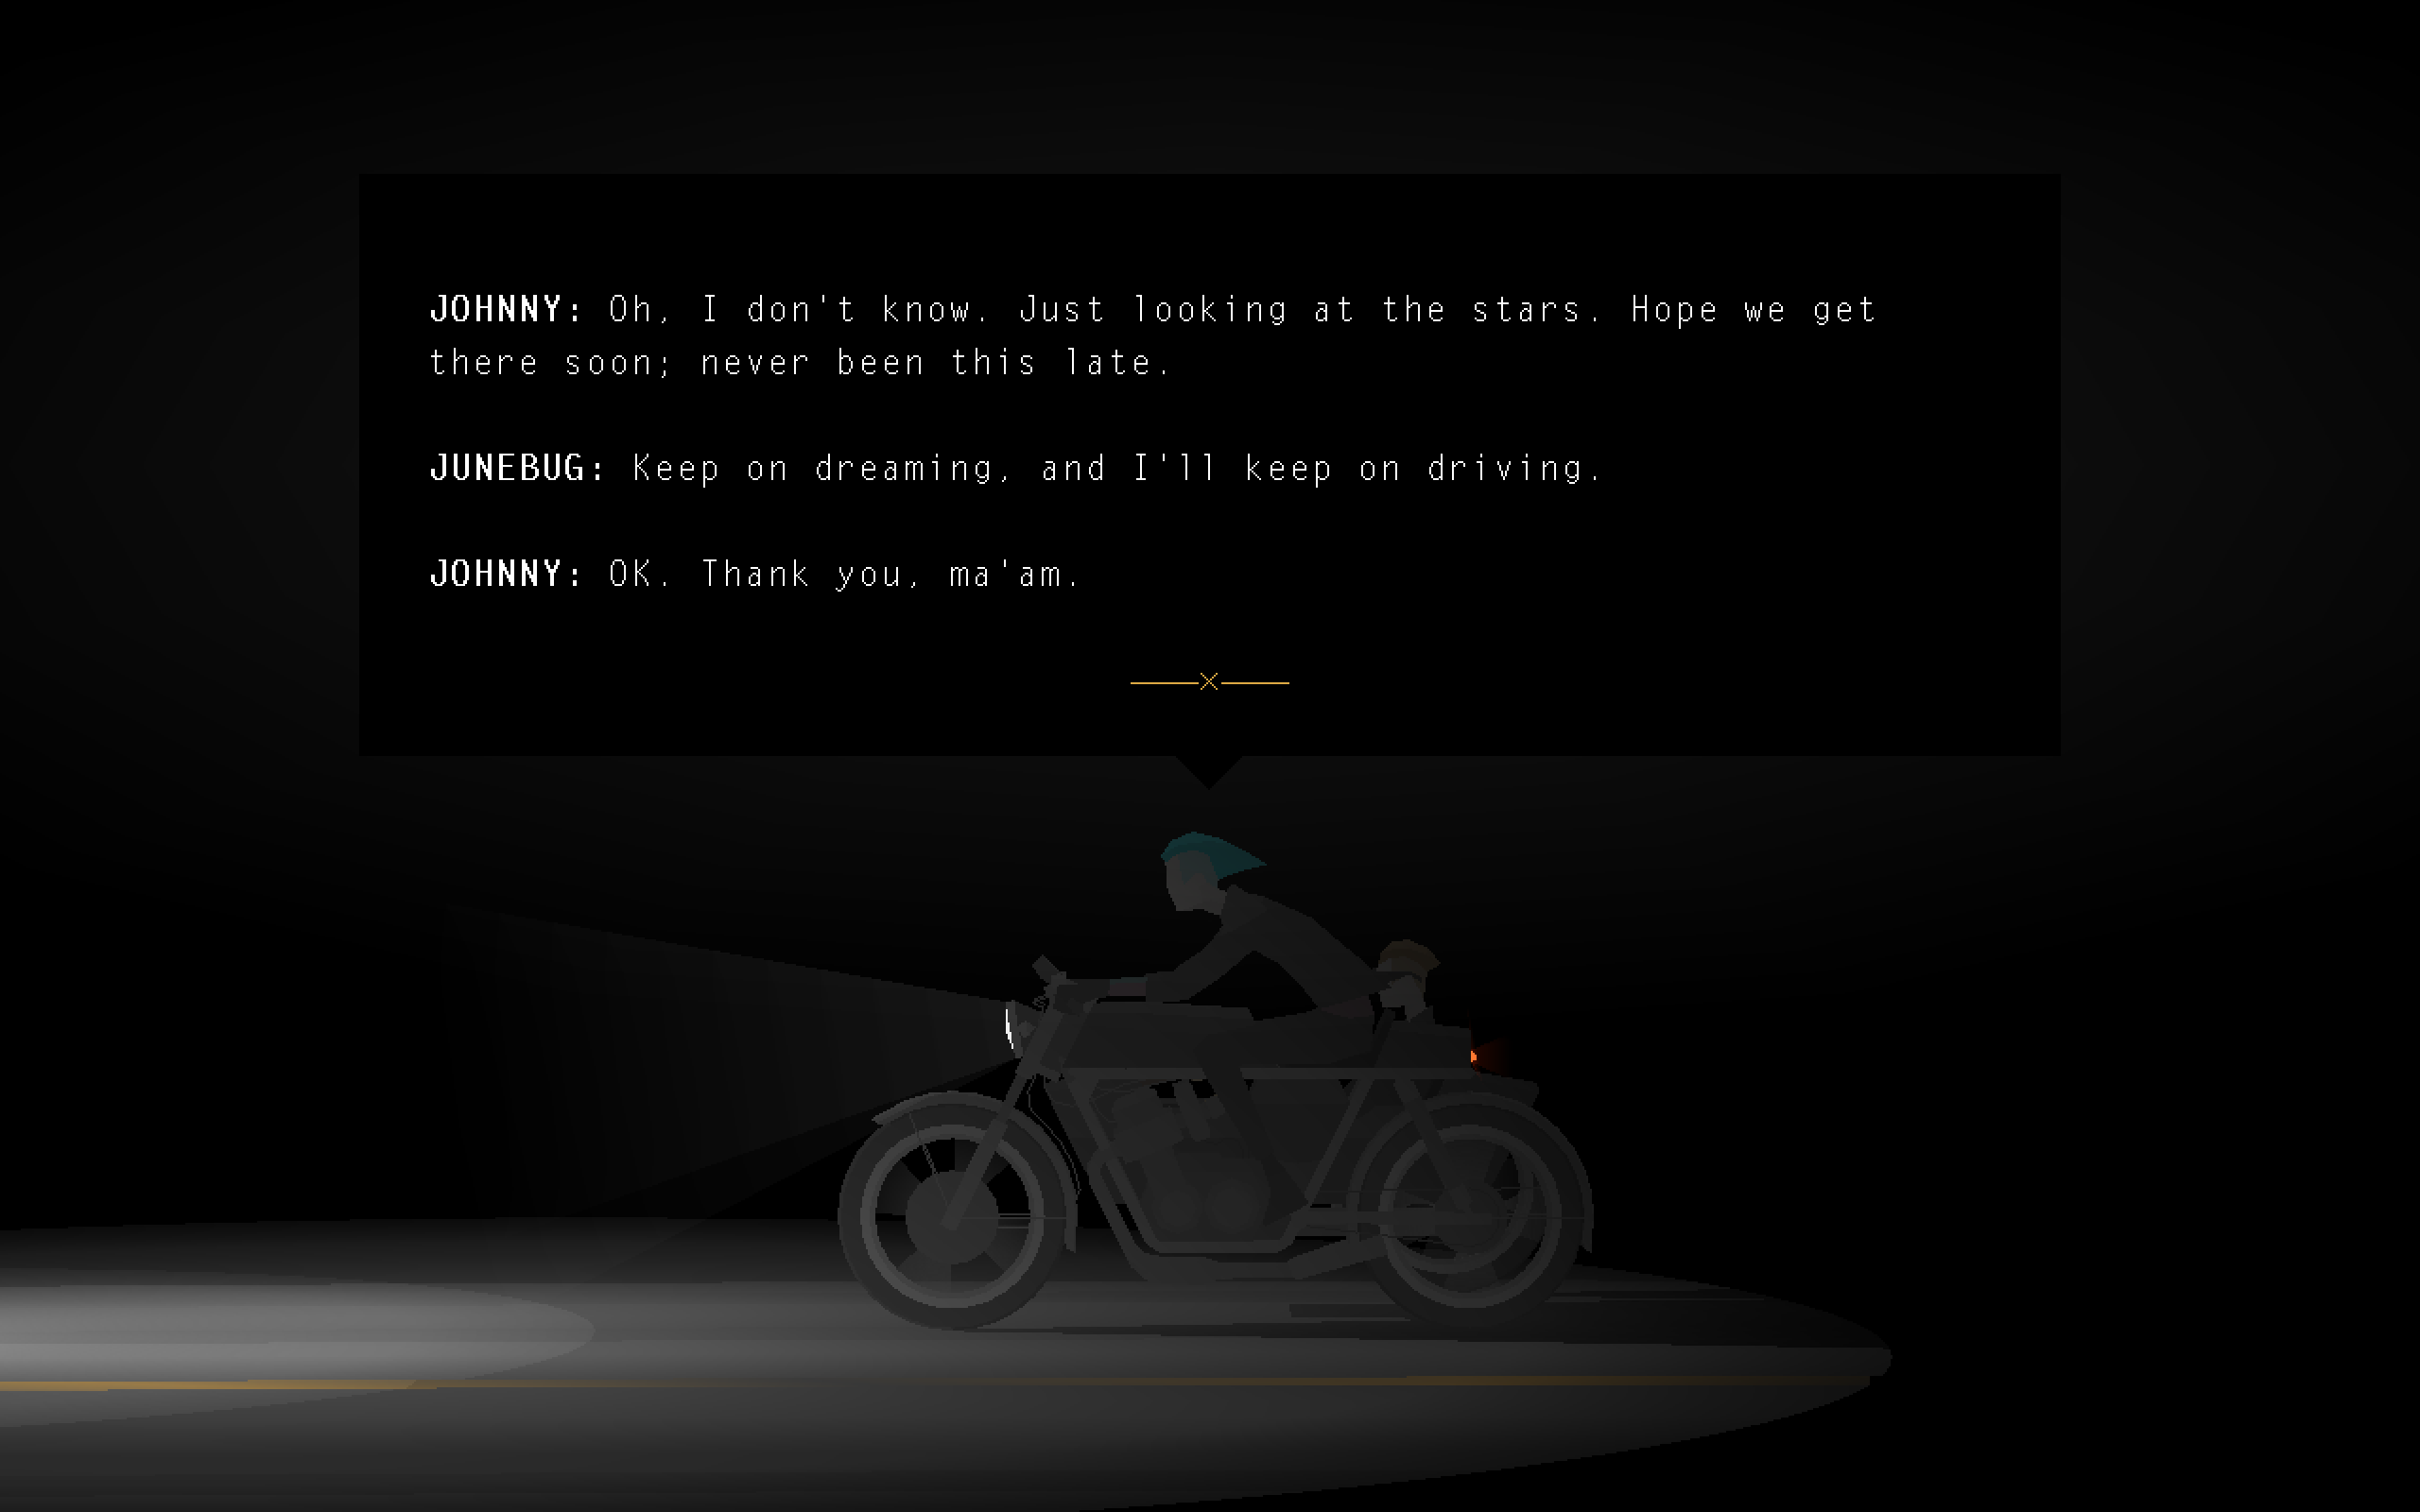 JOHNNY: Oh, I don't know. Just looking at the stars. Hope we get
there soon; never been this late.
JUNEBUG: Keep on dreaming, and I'll keep on driving.
JOHNNY: OK. Thank you, ma'am.